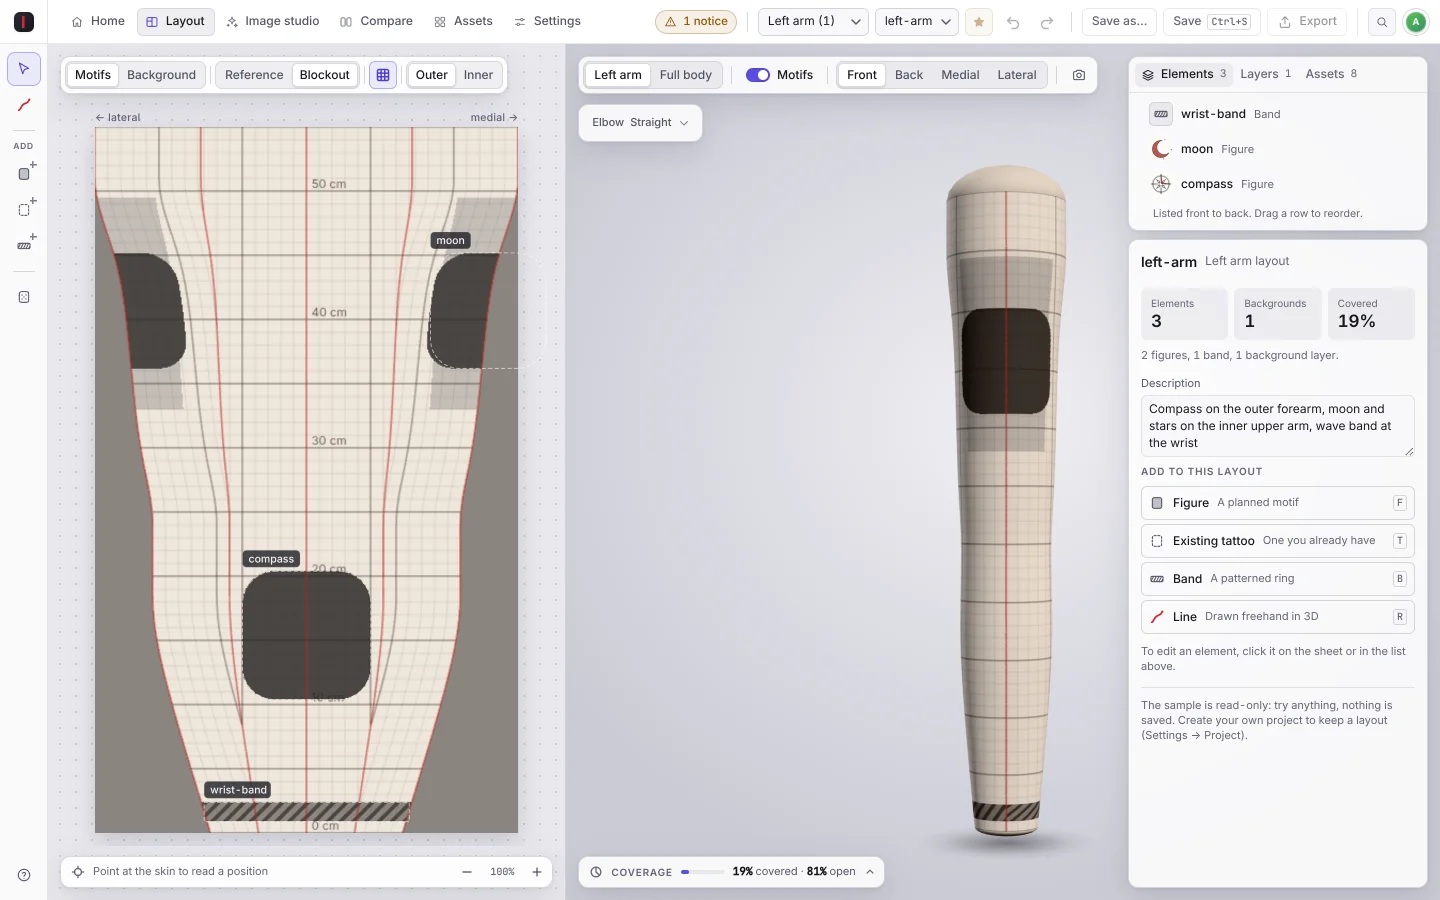 Home
Layout
Image studio
Compare
Assets
Settings
1 notice
Left arm (1)
left-arm
Save as...
Save Ctrl+S
Export
A
ADD
Motifs Background
Reference Blockout
Outer Inner
← lateral
medial →
50 cm
moon
40 cm
30 cm
compass
20 cm
10 cm
wrist-band
0 cm
Point at the skin to read a position
100%
Left arm Full body
Motifs
Front Back Medial Lateral
Elbow Straight
COVERAGE 19% covered · 81% open
Elements 3
Layers 1
Assets 8
wrist-band Band
moon Figure
compass Figure
Listed front to back. Drag a row to reorder.
left-arm Left arm layout
Elements
3
Backgrounds
1
Covered
19%
2 figures, 1 band, 1 background layer.
Description
Compass on the outer forearm, moon and
stars on the inner upper arm, wave band at
the wrist
ADD TO THIS LAYOUT
Figure A planned motif F
Existing tattoo One you already have T
Band A patterned ring B
Line Drawn freehand in 3D R
To edit an element, click it on the sheet or in the list
above.
The sample is read-only: try anything, nothing is
saved. Create your own project to keep a layout
(Settings → Project).